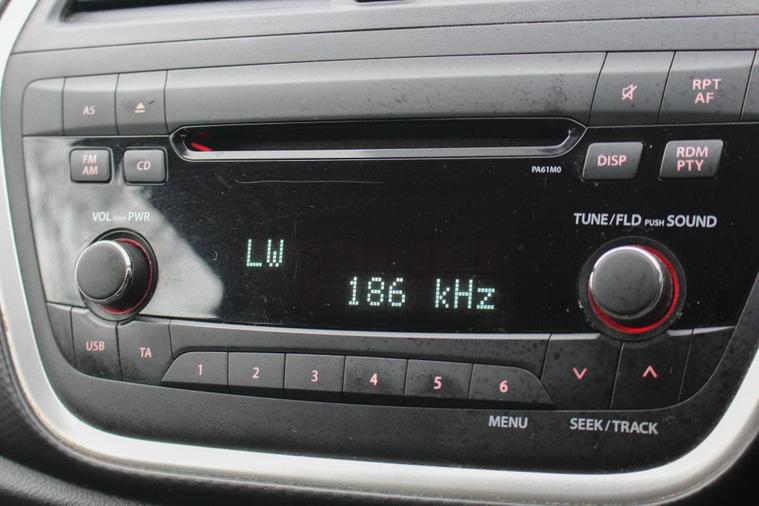 AS
RPT
AF
FM
AM
CD
PA61M0
DISP
RDM
PTY
VOL PUSH PWR
TUNE/FLD PUSH SOUND
LW
186 kHz
USB
TA
1
2
3
4
5
6
MENU
SEEK/TRACK